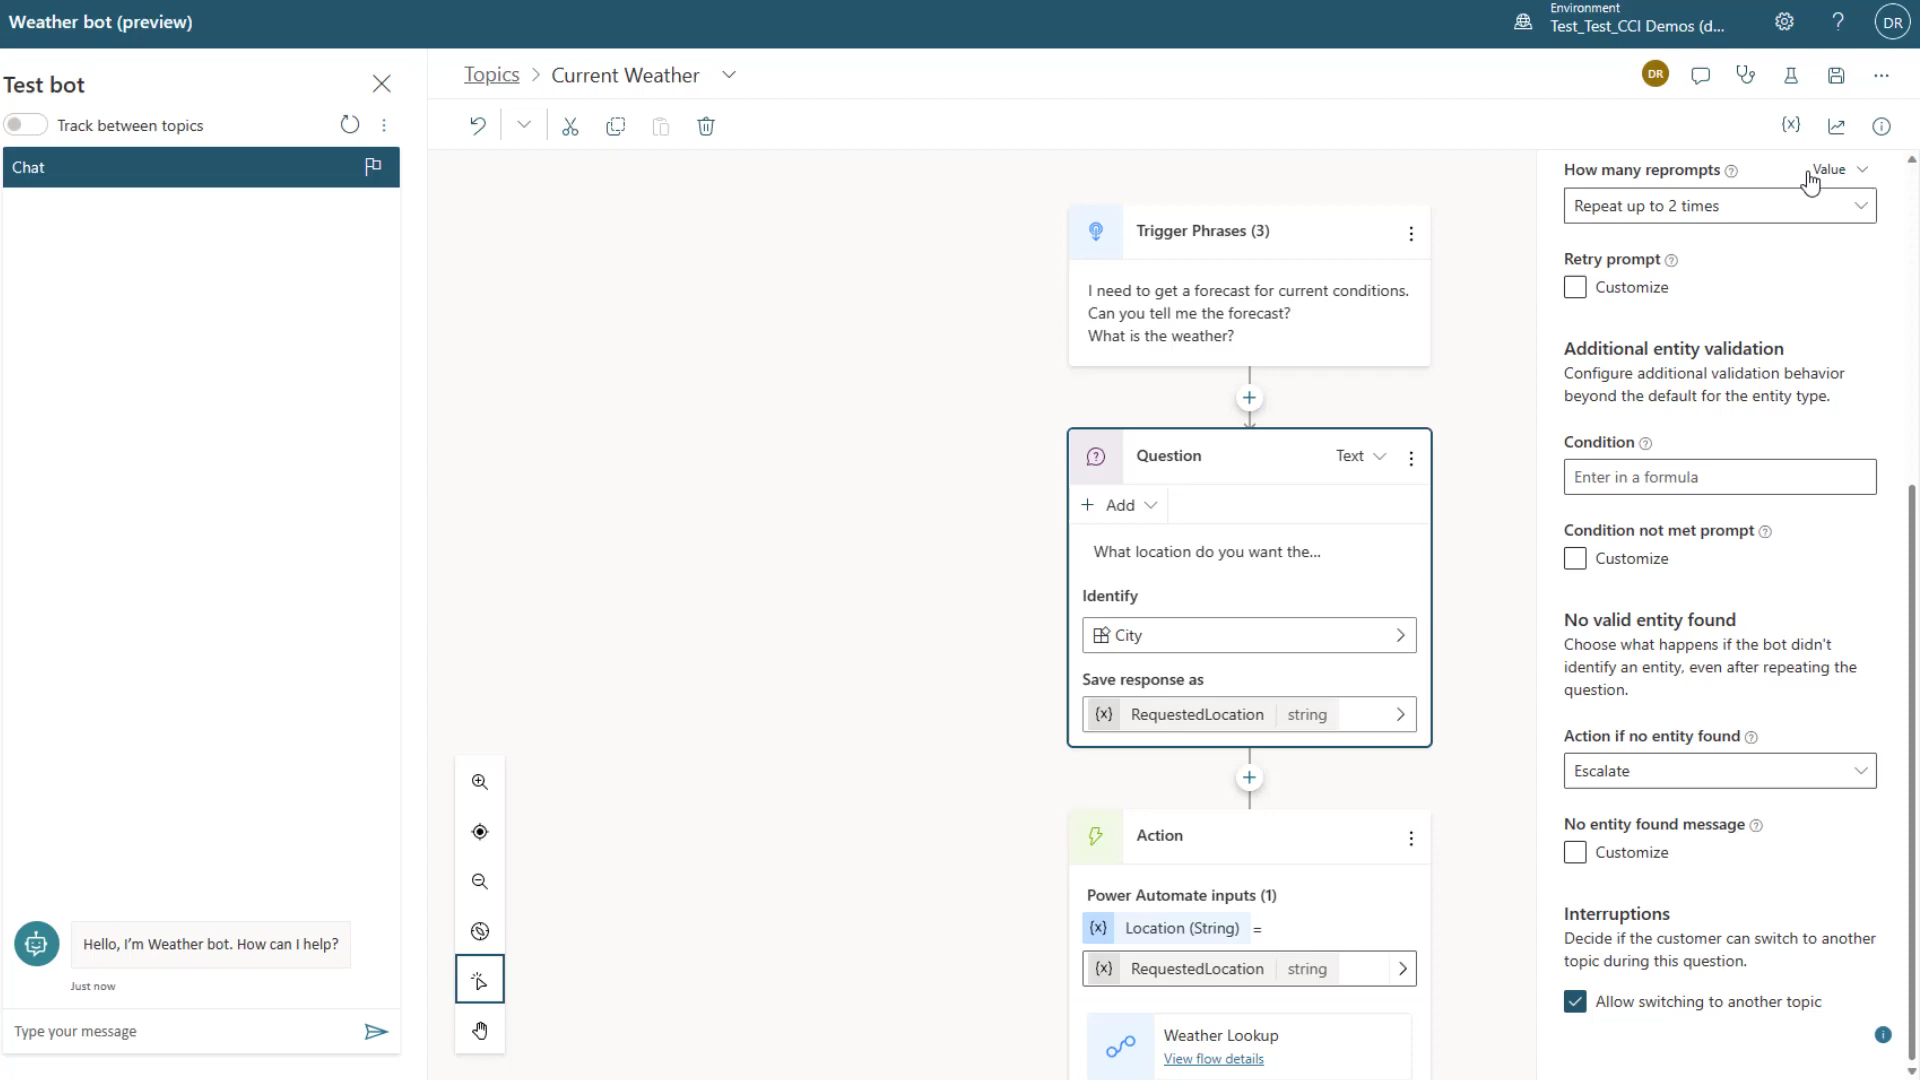 Weather bot (preview)
Environment
Test_Test_CCI Demos (d...
DR
Test bot
Track between topics
Chat
Hello, I'm Weather bot. How can I help?
Just now
Type your message
Topics > Current Weather
DR
Trigger Phrases (3)
I need to get a forecast for current conditions.
Can you tell me the forecast?
What is the weather?
Question
Text
Add
What location do you want the...
Identify
City
Save response as
{x} RequestedLocation string
Action
Power Automate inputs (1)
{x} Location (String) =
{x} RequestedLocation string
Weather Lookup
View flow details
{x}
How many reprompts
Value
Repeat up to 2 times
Retry prompt
Customize
Additional entity validation
Configure additional validation behavior
beyond the default for the entity type.
Condition
Enter in a formula
Condition not met prompt
Customize
No valid entity found
Choose what happens if the bot didn't
identify an entity, even after repeating the
question.
Action if no entity found
Escalate
No entity found message
Customize
Interruptions
Decide if the customer can switch to another
topic during this question.
Allow switching to another topic